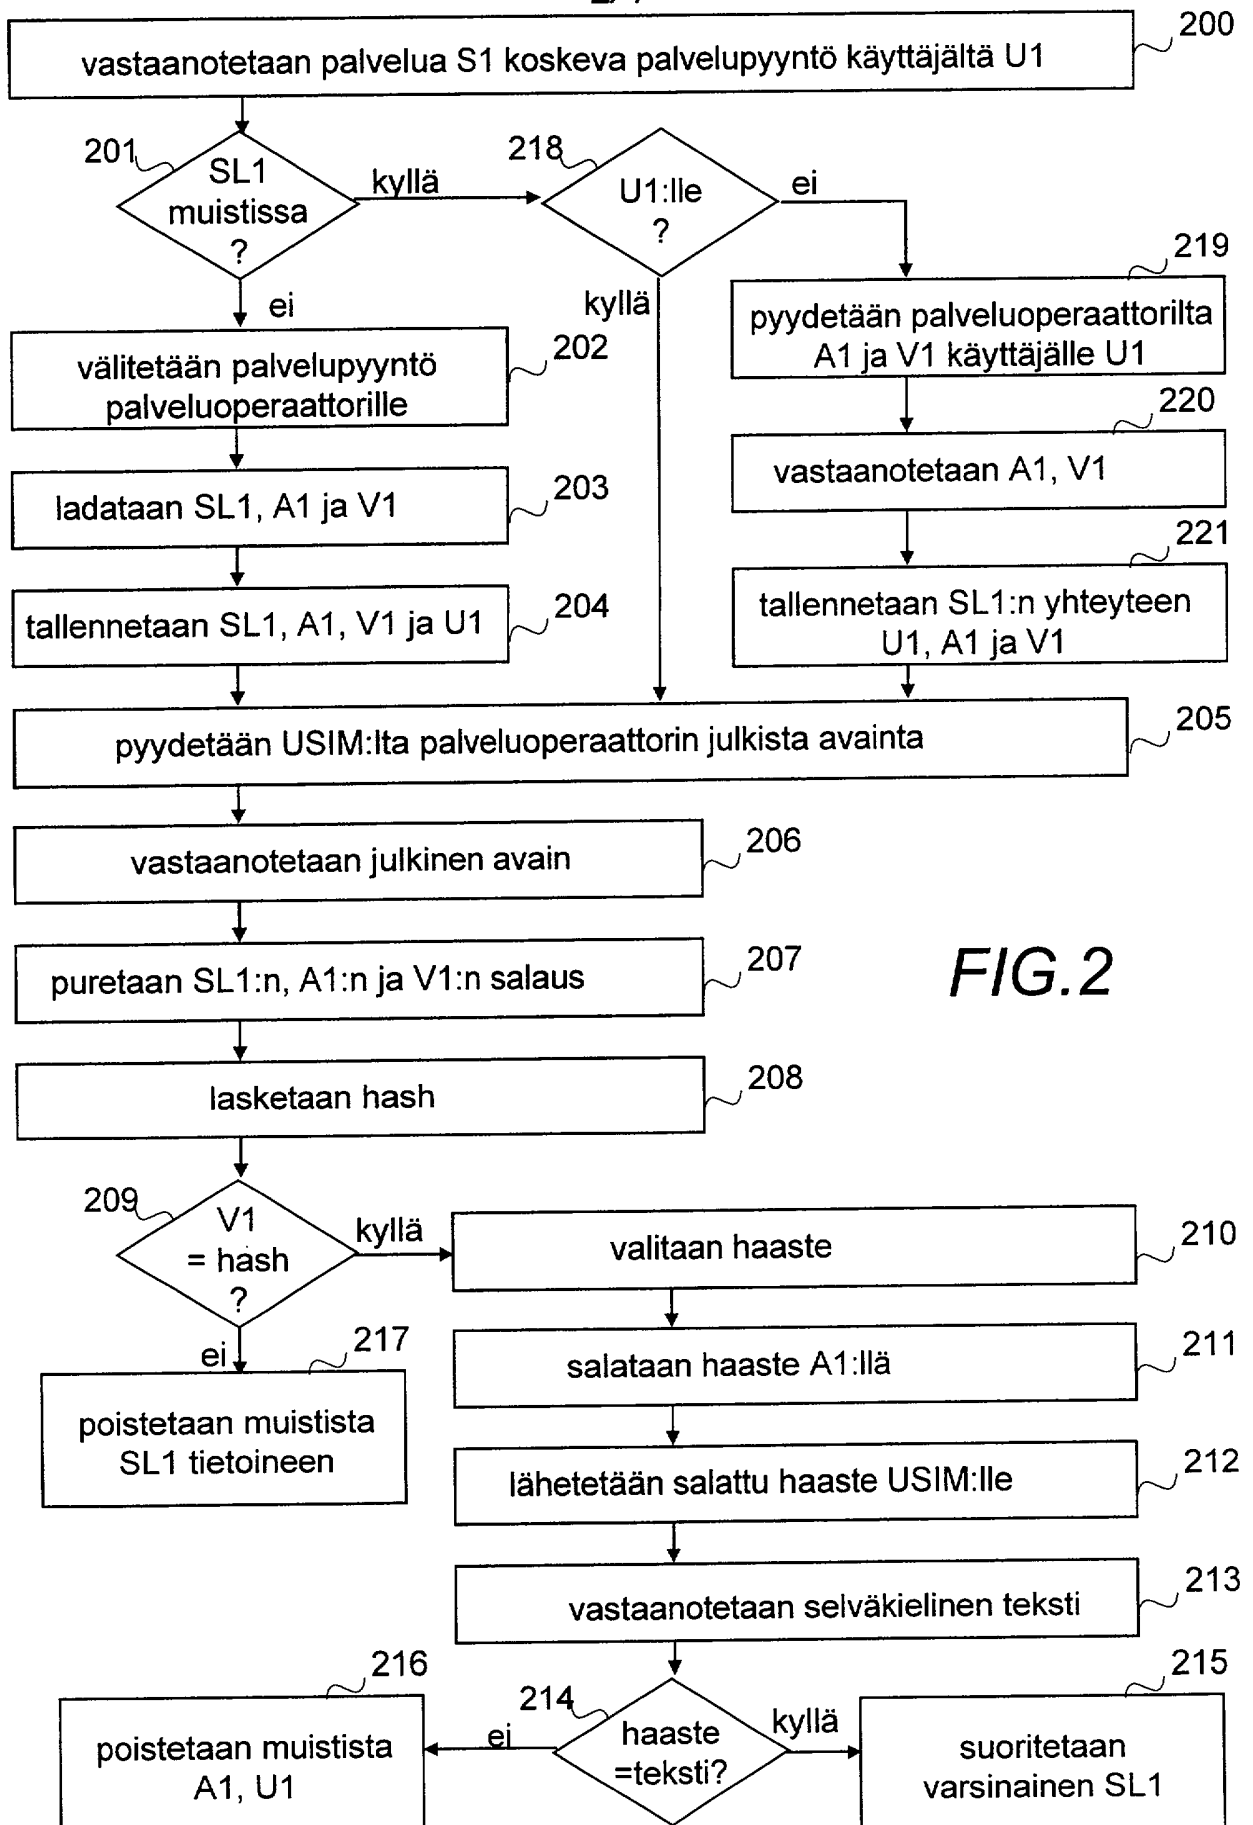 200
vastaanotetaan palvelua S1 koskeva palvelupyyntö käyttäjältä U1
201
SL1
muistissa
?
kyllä
218
U1:lle
?
ei
ei
kyllä
219
pyydetään palveluoperaattorilta
A1 ja V1 käyttäjälle U1
202
välitetään palvelupyyntö
palveluoperaattorille
220
vastaanotetaan A1, V1
203
ladataan SL1, A1 ja V1
221
tallennetaan SL1:n yhteyteen
U1, A1 ja V1
204
tallennetaan SL1, A1, V1 ja U1
205
pyydetään USIM:lta palveluoperaattorin julkista avainta
206
vastaanotetaan julkinen avain
207
puretaan SL1:n, A1:n ja V1:n salaus
FIG.2
208
lasketaan hash
209
V1
= hash
?
kyllä
210
valitaan haaste
ei
217
poistetaan muistista
SL1 tietoineen
211
salataan haaste A1:llä
212
lähetetään salattu haaste USIM:lle
213
vastaanotetaan selväkielinen teksti
214
haaste
=teksti?
ei
216
poistetaan muistista
A1, U1
kyllä
215
suoritetaan
varsinainen SL1